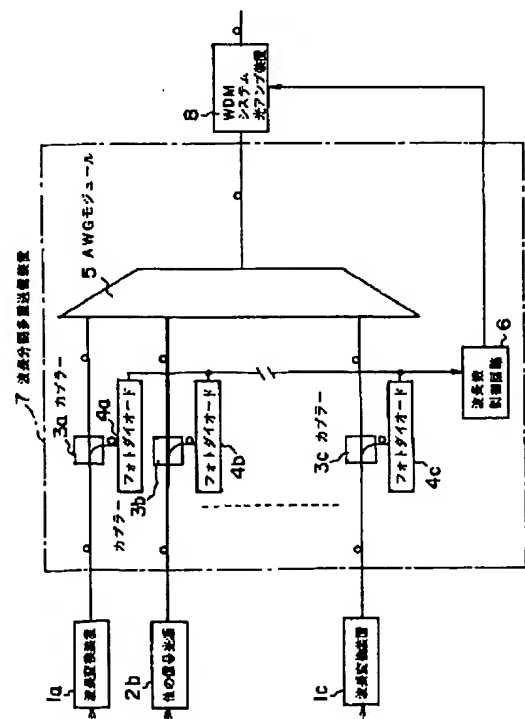 7 波長分割多重送信装置
1a
波長変換装置
3a カプラー
4a
フォトダイオード
5 AWGモジュール
8
WDM
システム
光アンプ装置
2b
他の信号光源
カプラー
3b
フォトダイオード
4b
1c
波長変換装置
3c カプラー
フォトダイオード
4c
波長数
制御回路
6